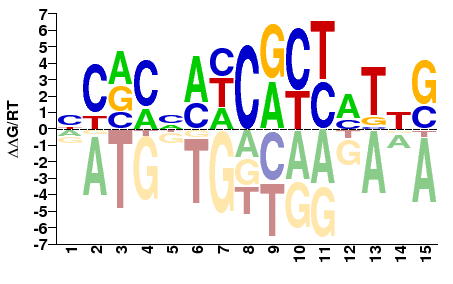 7
6
5
4
3
2
1
0
-1
-2
-3
-4
-5
-6
-7
ΔΔG/RT
C C A C C A C C G C T A T T G
A T G A A C T C A T C C G C
A C C T G A G A C A A T A A T
G A T G T G G T G G G A
T
1 2 3 4 5 6 7 8 9 10 11 12 13 14 15